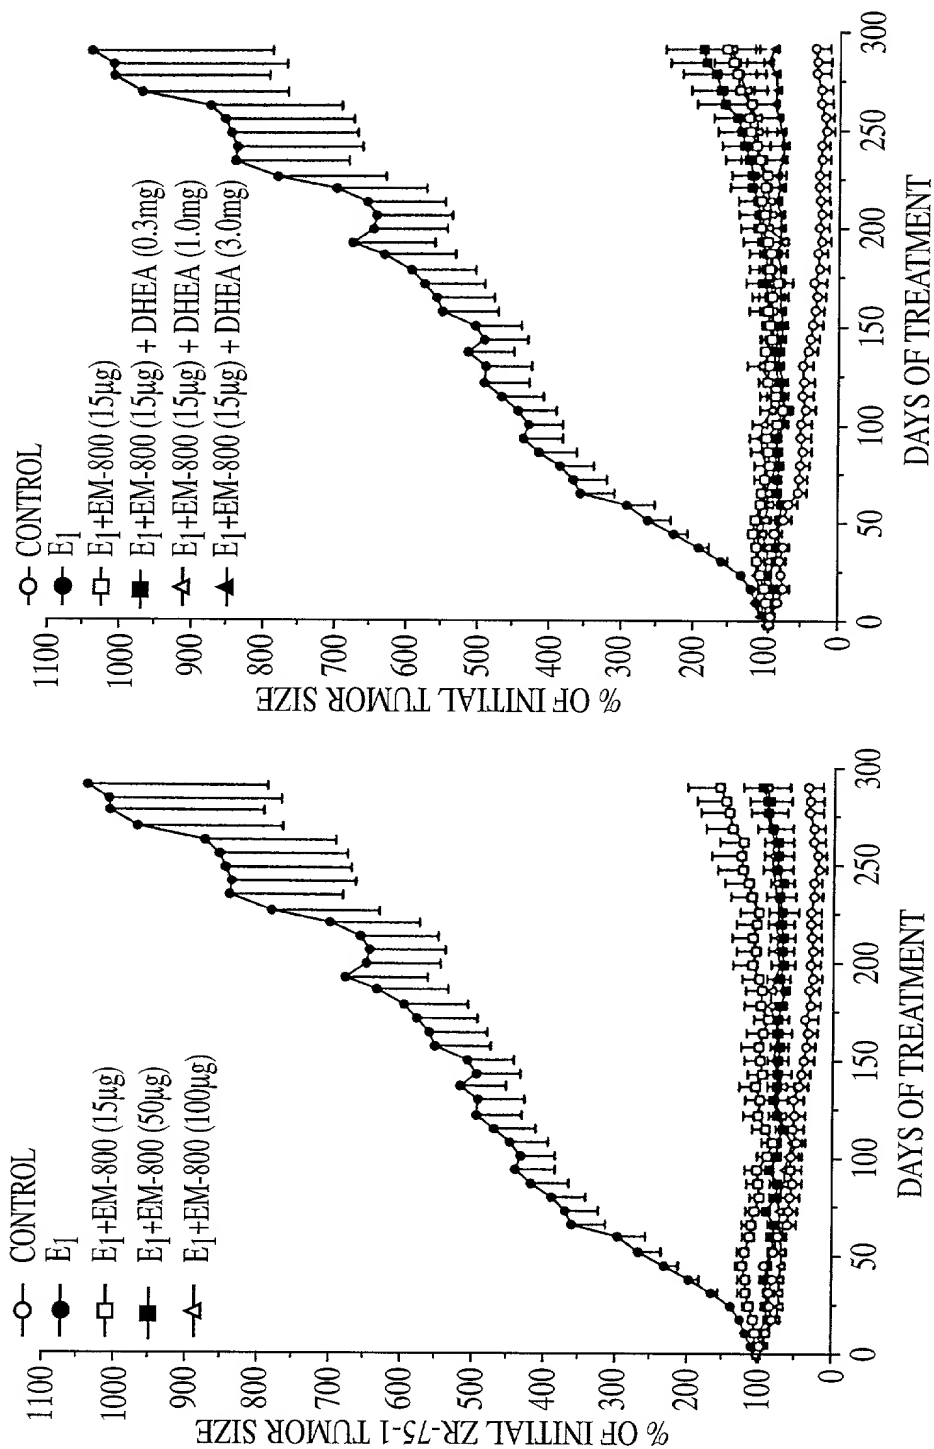 CONTROL
E1
E1+EM-800 (15µg)
E1+EM-800 (50µg)
E1+EM-800 (100µg)
% OF INITIAL ZR-75-1 TUMOR SIZE
1100
1000
900
800
700
600
500
400
300
200
100
0
0 50 100 150 200 250 300
DAYS OF TREATMENT
CONTROL
E1
E1+EM-800 (15µg)
E1+EM-800 (15µg) + DHEA (0.3mg)
E1+EM-800 (15µg) + DHEA (1.0mg)
E1+EM-800 (15µg) + DHEA (3.0mg)
% OF INITIAL TUMOR SIZE
1100
1000
900
800
700
600
500
400
300
200
100
0
0 50 100 150 200 250 300
DAYS OF TREATMENT